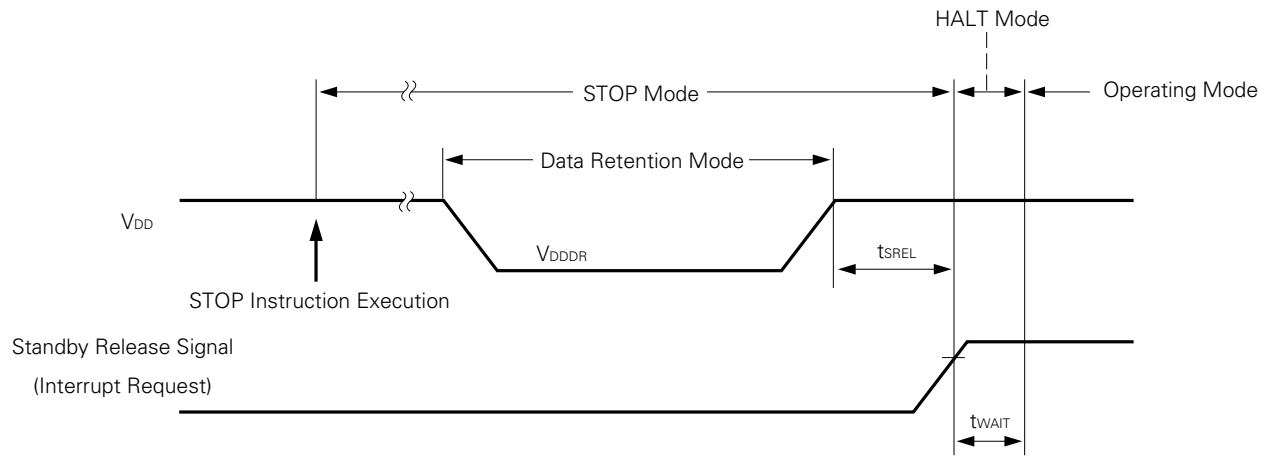 HALT Mode
STOP Mode
Operating Mode
Data Retention Mode
VDD
VDDDR
tSREL
STOP Instruction Execution
Standby Release Signal
(Interrupt Request)
tWAIT